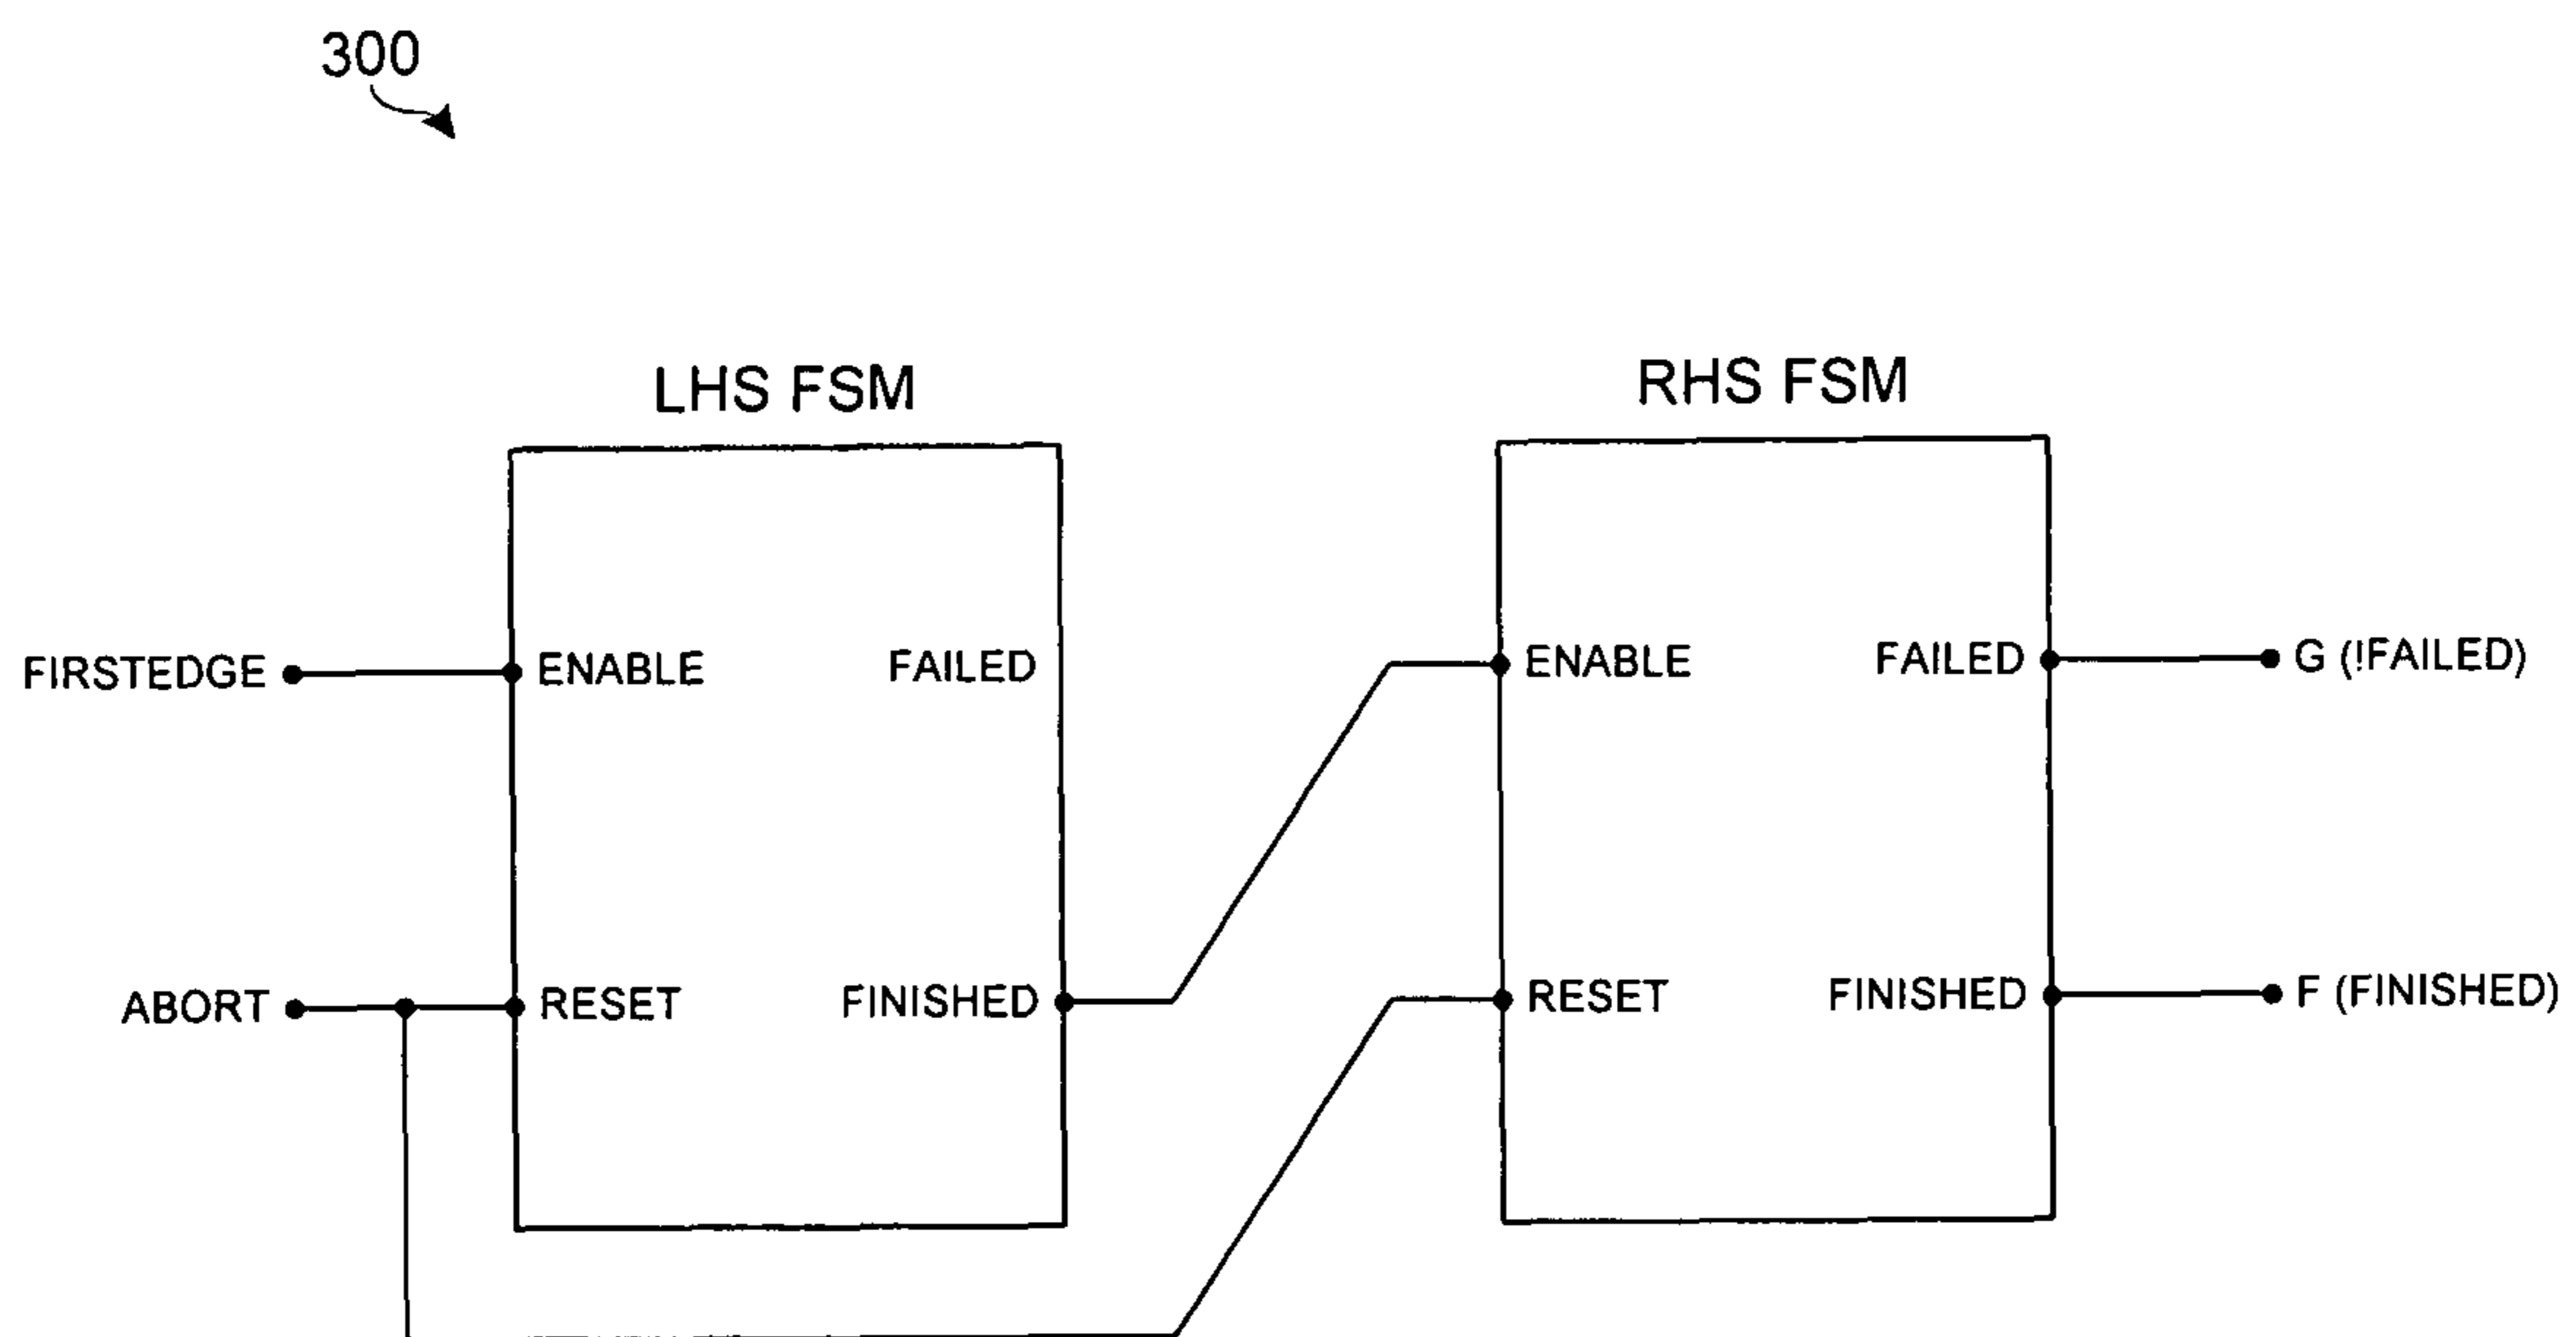 300
LHS FSM
RHS FSM
FIRSTEDGE
ENABLE
FAILED
ENABLE
FAILED
G (!FAILED)
ABORT
RESET
FINISHED
RESET
FINISHED
F (FINISHED)